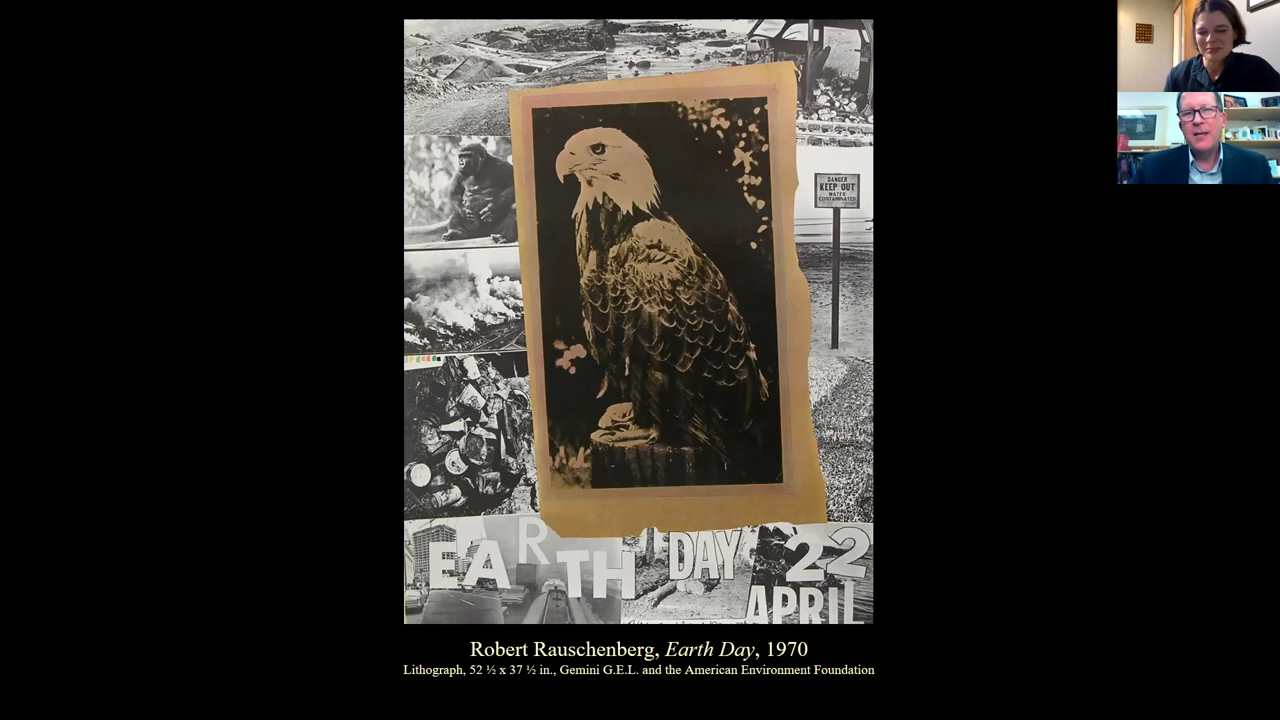 DANGER
KEEP OUT
WATER
CONTAMINATED
EARTH DAY 22
APRIL
Robert Rauschenberg, Earth Day, 1970
Lithograph, 52 ½ x 37 ½ in., Gemini G.E.L. and the American Environment Foundation